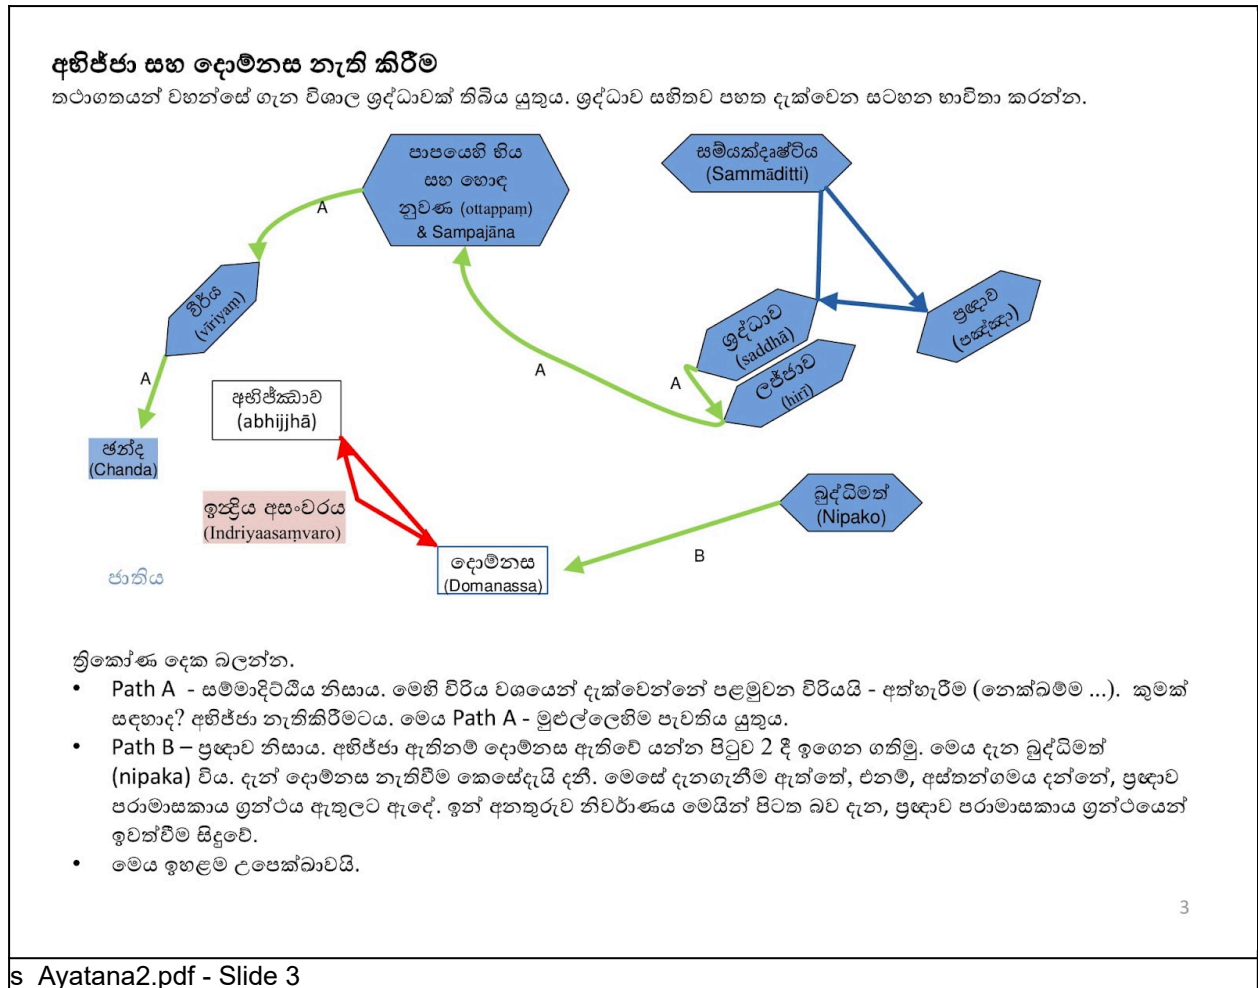 අභිජ්ජා සහ දොම්නස නැති කිරීම
තථාගතයන් වහන්සේ ගැන විශාල ශ්‍රද්ධාවක් තිබිය යුතුය. ශ්‍රද්ධාව සහිතව පහත දැක්වෙන සටහන භාවිතා කරන්න.
පාපයෙහි භිය
සහ හොඳ
නුවණ (ottappaṃ)
& Sampajāna
සම්යක්දෘෂ්ටිය
(Sammāditti)
A
වීර්ය
(vīriyaṃ)
ශ්‍රද්ධාව
(saddhā)
ප්‍රඥාව
(පඤ්ඤා)
ලජ්ජාව
(hirī)
A
A
A
අභිජ්ඣාව
(abhijjhā)
ඡන්ද
(Chanda)
ඉන්‍ද්‍රිය අසංවරය
(Indriyaasaṃvaro)
බුද්ධිමත්
(Nipako)
B
දොම්නස
(Domanassa)
ජාතිය
ත්‍රිකෝණ දෙක බලන්න.
• Path A - සම්මාදිට්ඨිය නිසාය. මෙහි විරිය වශයෙන් දැක්වෙන්නේ පළමුවන විරියයි - අත්හැරීම (නෙක්ඛම්ම ...). කුමක්
සඳහාද? අභිජ්ජා නැතිකිරීමටය. මෙය Path A - මුළුල්ලෙහිම පැවතිය යුතුය.
• Path B – ප්‍රඥාව නිසාය. අභිජ්ජා ඇතිනම් දොම්නස ඇතිවේ යන්න පිටුව 2 දී ඉගෙන ගතිමු. මෙය දැන බුද්ධිමත්
(nipaka) විය. දැන් දොම්නස නැතිවීම කෙසේදැයි දනී. මෙසේ දැනගැනීම ඇත්තේ, එනම්, අස්තන්ගමය දන්නේ, ප්‍රඥාව
පරාමාසකාය ග්‍රන්ථය ඇතුලට ඇදේ. ඉන් අනතුරුව නිවර්‍ාණය මෙයින් පිටත බව දැන, ප්‍රඥාව පරාමාසකාය ග්‍රන්ථයෙන්
ඉවත්වීම සිදුවේ.
• මෙය ඉහළම උපෙක්ඛාවයි.
3
s_Ayatana2.pdf - Slide 3